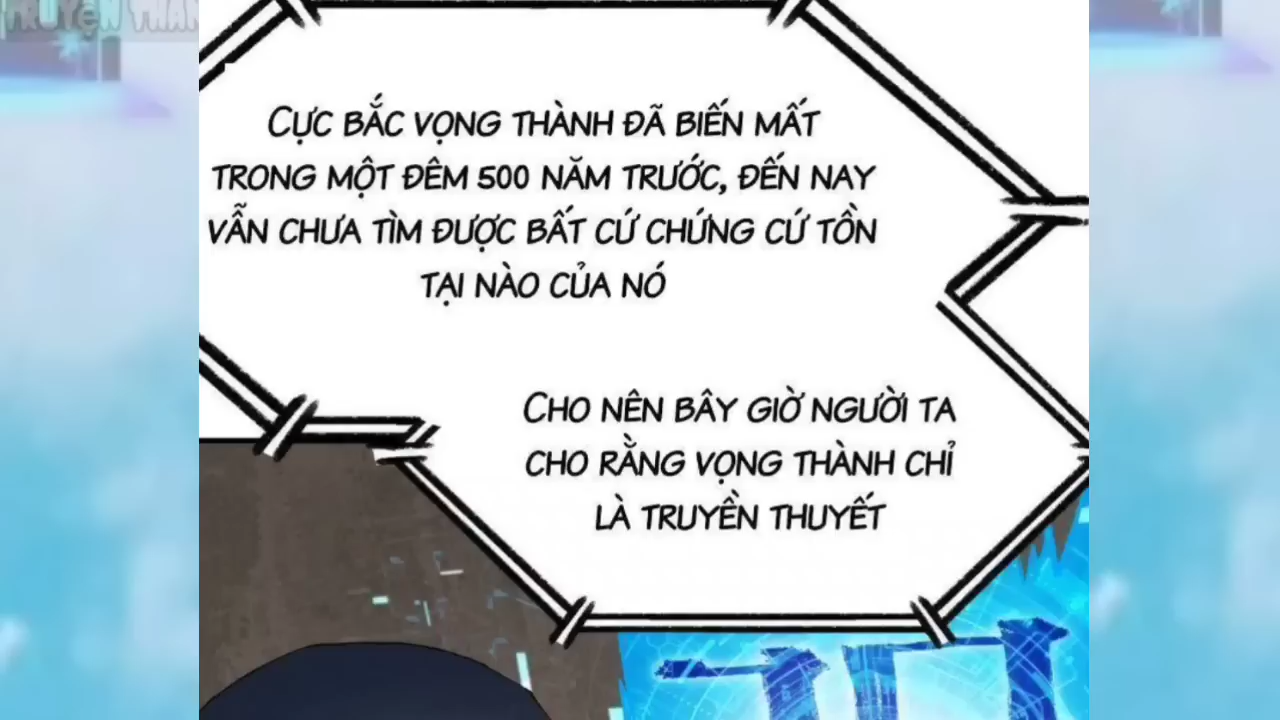 TRUYỆN THAN
CỰC BẮC VỌNG THÀNH ĐÃ BIẾN MẤT
TRONG MỘT ĐÊM 500 NĂM TRƯỚC, ĐẾN NAY
VẪN CHƯA TÌM ĐƯỢC BẤT CỨ CHỨNG CỨ TỒN
TẠI NÀO CỦA NÓ
CHO NÊN BÂY GIỜ NGƯỜI TA
CHO RẰNG VỌNG THÀNH CHỈ
LÀ TRUYỀN THUYẾT